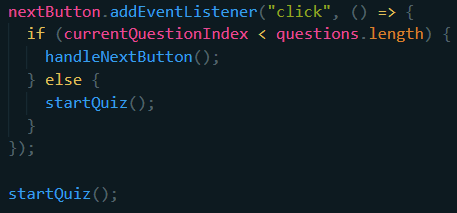 nextButton.addEventListener("click", () => {
  if (currentQuestionIndex < questions.length) {
    handleNextButton();
  } else {
    startQuiz();
  }
});

startQuiz();